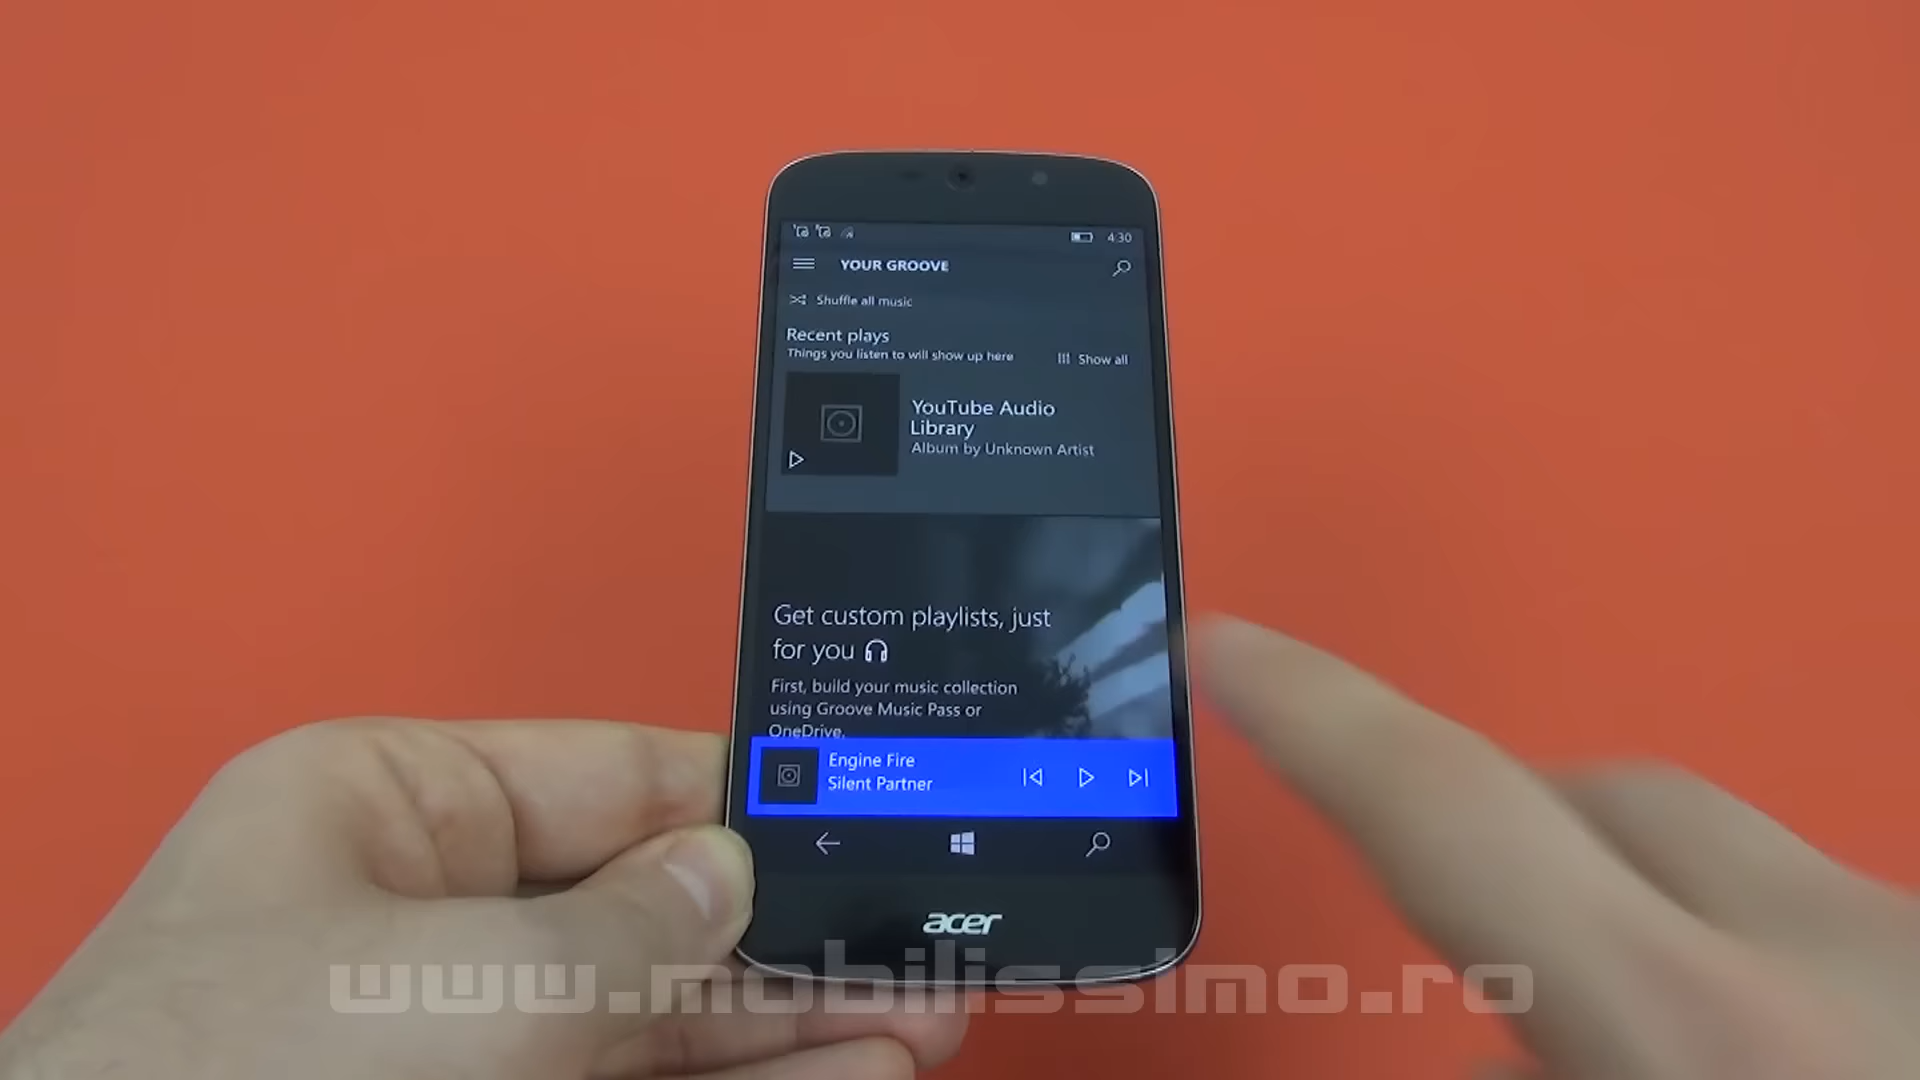 4:30
YOUR GROOVE
Shuffle all music
Recent plays
Things you listen to will show up here
Show all
YouTube Audio
Library
Album by Unknown Artist
Get custom playlists, just
for you
First, build your music collection
using Groove Music Pass or
OneDrive.
Engine Fire
Silent Partner
acer
www.mobilissimo.ro